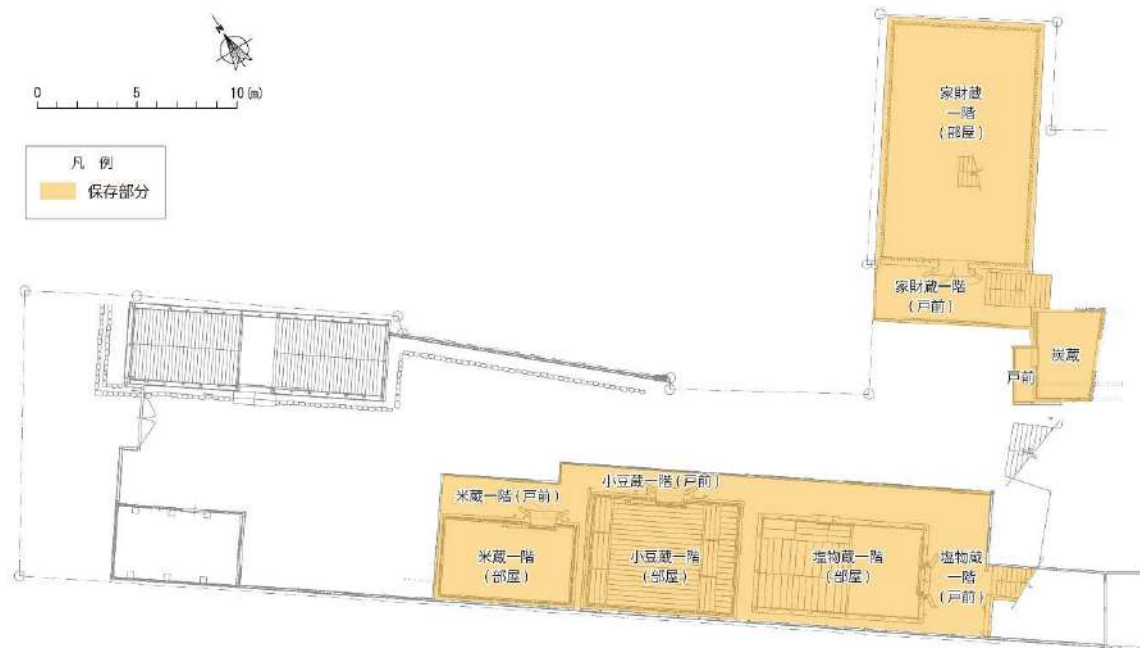 N
0 5 10 (m)
凡 例
保存部分
家財蔵
一階
(部屋)
家財蔵一階
(戸前)
炭蔵
戸前
米蔵一階(戸前)
小豆蔵一階(戸前)
米蔵一階
(部屋)
小豆蔵一階
(部屋)
塩物蔵一階
(部屋)
塩物蔵
一階
(戸前)